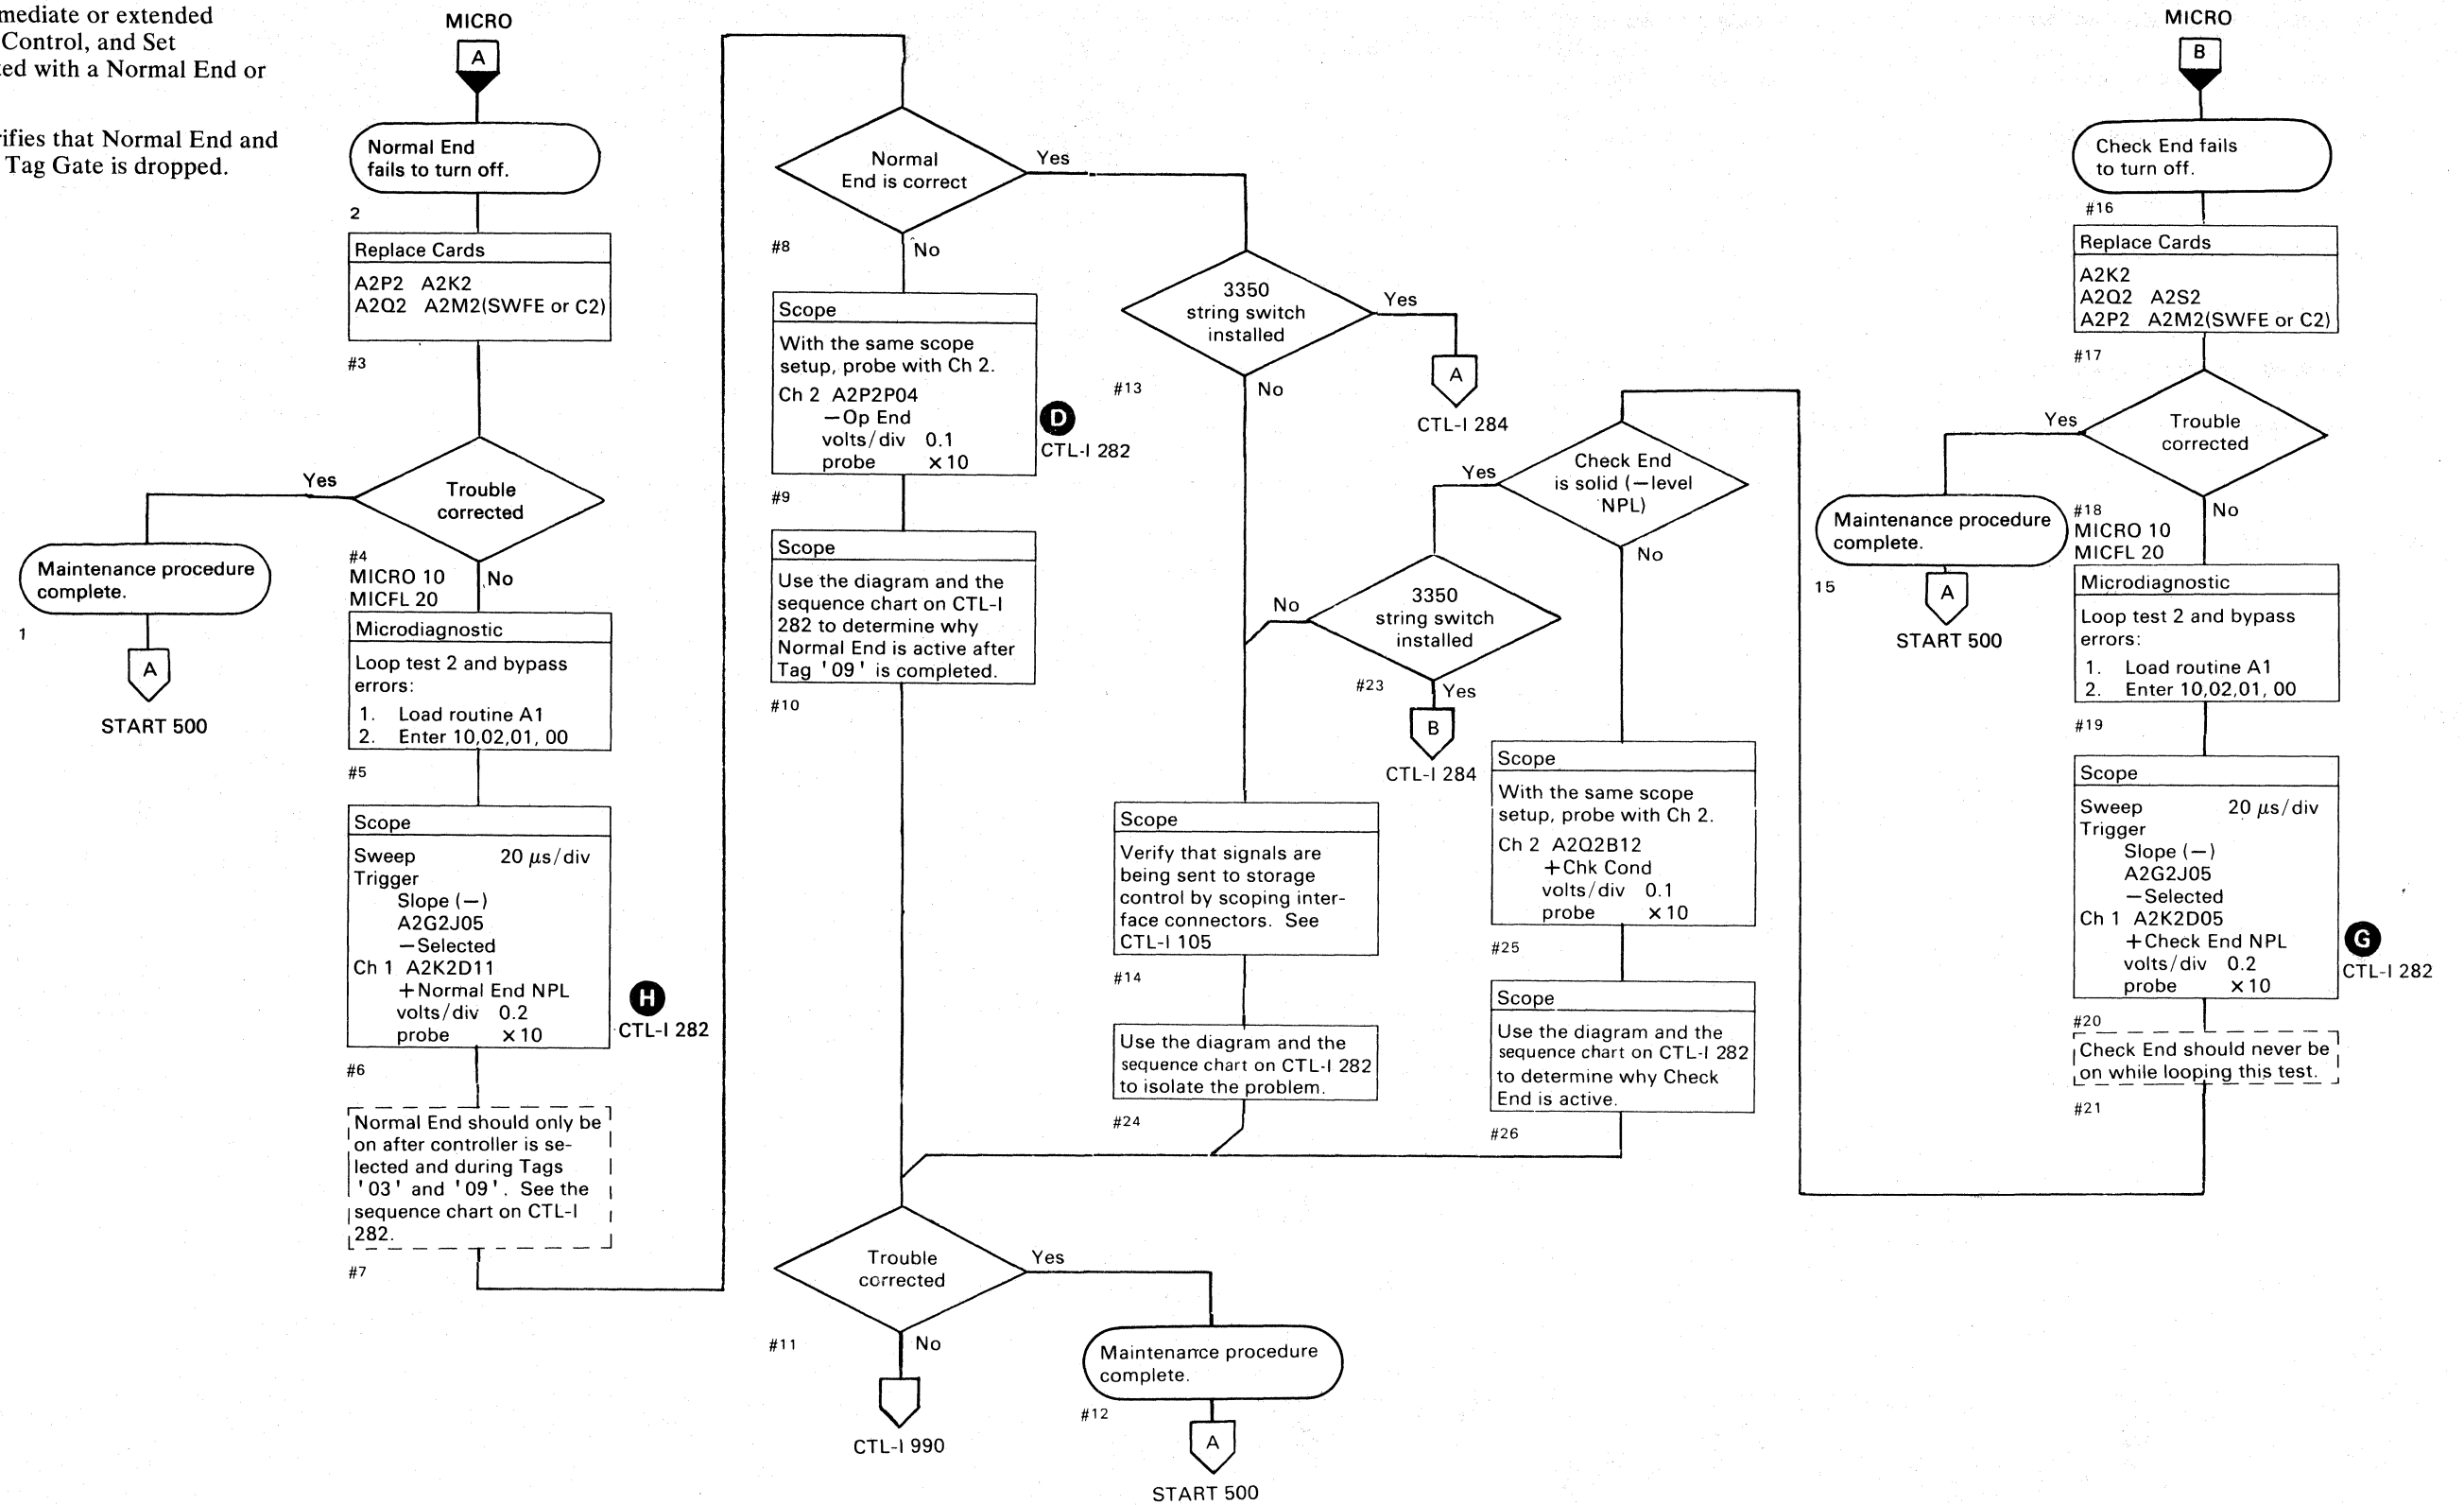 mediate or extended
Control, and Set
ted with a Normal End or
rifies that Normal End and
Tag Gate is dropped.
MICRO
A
Normal End
fails to turn off.
2
Replace Cards
A2P2 A2K2
A2Q2 A2M2(SWFE or C2)
#3
Trouble
corrected
Yes
Maintenance procedure
complete.
1
A
START 500
#4
MICRO 10
MICFL 20
No
Microdiagnostic
Loop test 2 and bypass
errors:
1. Load routine A1
2. Enter 10,02,01, 00
#5
Scope
Sweep 20 μs/div
Trigger
Slope (−)
A2G2J05
−Selected
Ch 1 A2K2D11
+Normal End NPL
volts/div 0.2
probe ×10
H
CTL-I 282
#6
Normal End should only be
on after controller is se-
lected and during Tags
'03' and '09'. See the
sequence chart on CTL-I
282.
#7
Normal
End is correct
Yes
#8
No
Scope
With the same scope
setup, probe with Ch 2.
Ch 2 A2P2P04
−Op End
volts/div 0.1
probe ×10
D
CTL-I 282
#9
Scope
Use the diagram and the
sequence chart on CTL-I
282 to determine why
Normal End is active after
Tag '09' is completed.
#10
3350
string switch
installed
Yes
A
CTL-I 284
#13
No
Check End
is solid (−level
NPL)
Yes
No
3350
string switch
installed
No
#23
Yes
B
CTL-I 284
Scope
Verify that signals are
being sent to storage
control by scoping inter-
face connectors. See
CTL-I 105
#14
Use the diagram and the
sequence chart on CTL-I 282
to isolate the problem.
#24
Scope
With the same scope
setup, probe with Ch 2.
Ch 2 A2Q2B12
+Chk Cond
volts/div 0.1
probe ×10
#25
Scope
Use the diagram and the
sequence chart on CTL-I 282
to determine why Check
End is active.
#26
Trouble
corrected
Yes
#11
No
CTL-I 990
Maintenance procedure
complete.
#12
A
START 500
MICRO
B
Check End fails
to turn off.
#16
Replace Cards
A2K2
A2Q2 A2S2
A2P2 A2M2(SWFE or C2)
#17
Trouble
corrected
Yes
Maintenance procedure
complete.
15
A
START 500
#18
MICRO 10
MICFL 20
No
Microdiagnostic
Loop test 2 and bypass
errors:
1. Load routine A1
2. Enter 10,02,01, 00
#19
Scope
Sweep 20 μs/div
Trigger
Slope (−)
A2G2J05
−Selected
Ch 1 A2K2D05
+Check End NPL
volts/div 0.2
probe ×10
G
CTL-I 282
#20
Check End should never be
on while looping this test.
#21